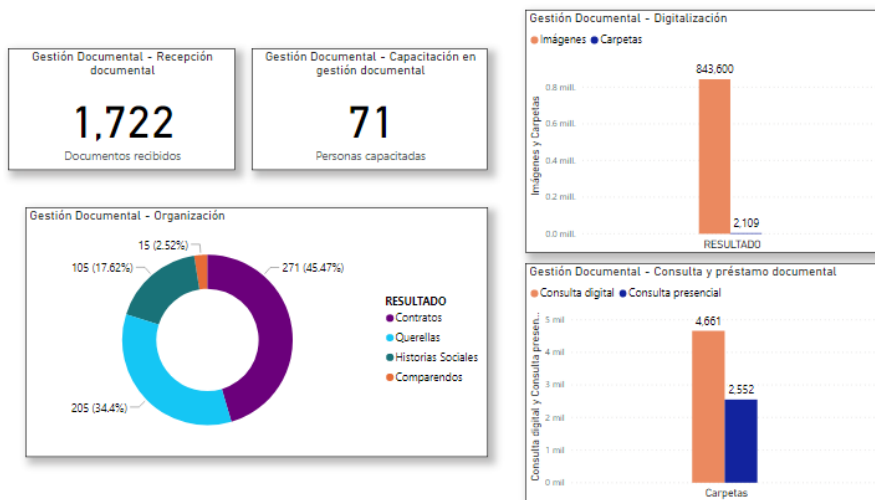 Gestión Documental - Recepción
documental
1,722
Documentos recibidos
Gestión Documental - Capacitación en
gestión documental
71
Personas capacitadas
Gestión Documental - Organización
15 (2.52%)
105 (17.62%)
271 (45.47%)
205 (34.4%)
RESULTADO
Contratos
Querellas
Historias Sociales
Comparendos
Gestión Documental - Digitalización
Imágenes Carpetas
Imágenes y Carpetas
843,600
0.8 mill.
0.6 mill.
0.4 mill.
0.2 mill.
2,109
0.0 mill.
RESULTADO
Gestión Documental - Consulta y préstamo documental
Consulta digital Consulta presencial
Consulta digital y Consulta presen...
5 mil
4,661
4 mil
3 mil
2,552
2 mil
1 mil
0 mil
Carpetas